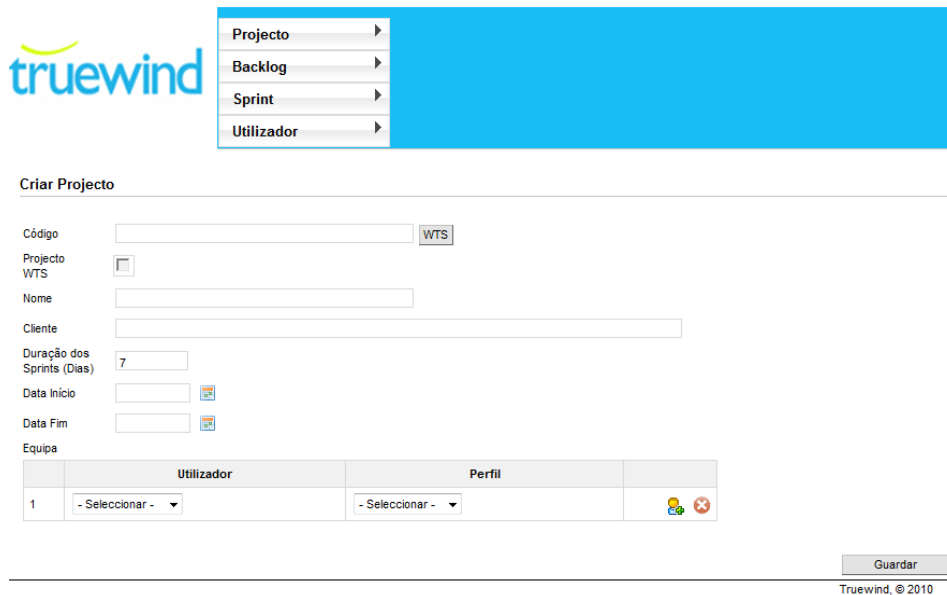 truewind
Projecto
Backlog
Sprint
Utilizador
Criar Projecto
Código
WTS
Projecto
WTS
Nome
Cliente
Duração dos
Sprints (Dias)
7
Data Início
Data Fim
Equipa
Utilizador Perfil
1 - Seleccionar - - Seleccionar -
Guardar
Truewind, © 2010